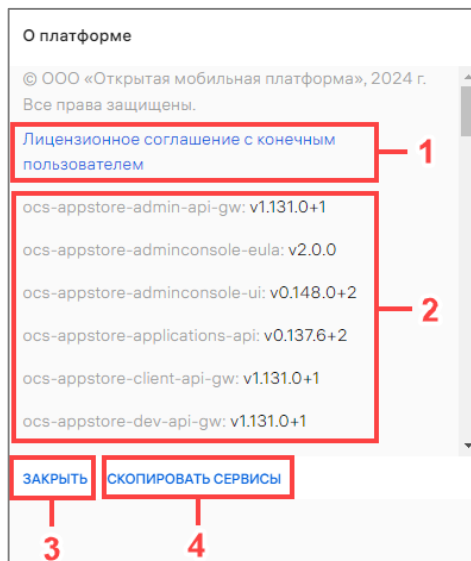 О платформе
© ООО «Открытая мобильная платформа», 2024 г.
Все права защищены.
Лицензионное соглашение с конечным
пользователем
1
ocs-appstore-admin-api-gw: v1.131.0+1
ocs-appstore-adminconsole-eula: v2.0.0
ocs-appstore-adminconsole-ui: v0.148.0+2
2
ocs-appstore-applications-api: v0.137.6+2
ocs-appstore-client-api-gw: v1.131.0+1
ocs-appstore-dev-api-gw: v1.131.0+1
ЗАКРЫТЬ СКОПИРОВАТЬ СЕРВИСЫ
3 4